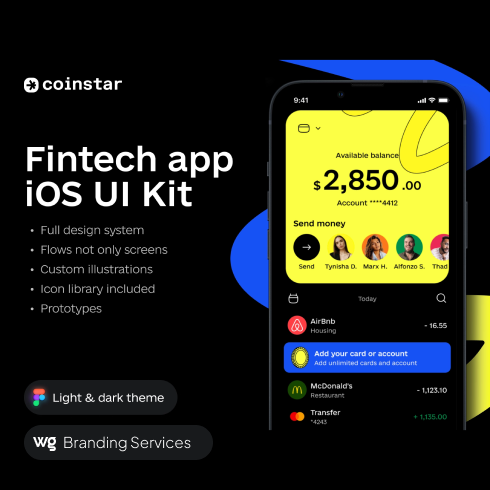 coinstar
Fintech app
iOS UI Kit
• Full design system
• Flows not only screens
• Custom illustrations
• Icon library included
• Prototypes
Light & dark theme
wg Branding Services
9:41
Available balance
$2,850.00
Account ****4412
Send money
Send
Tynisha D.
Marx H.
Alfonzo S.
Thad
Today
AirBnb
Housing
- 16.55
Add your card or account
Add unlimited cards and account
McDonald's
Restaurant
- 1,123.10
Transfer
*4243
+ 1,135.00